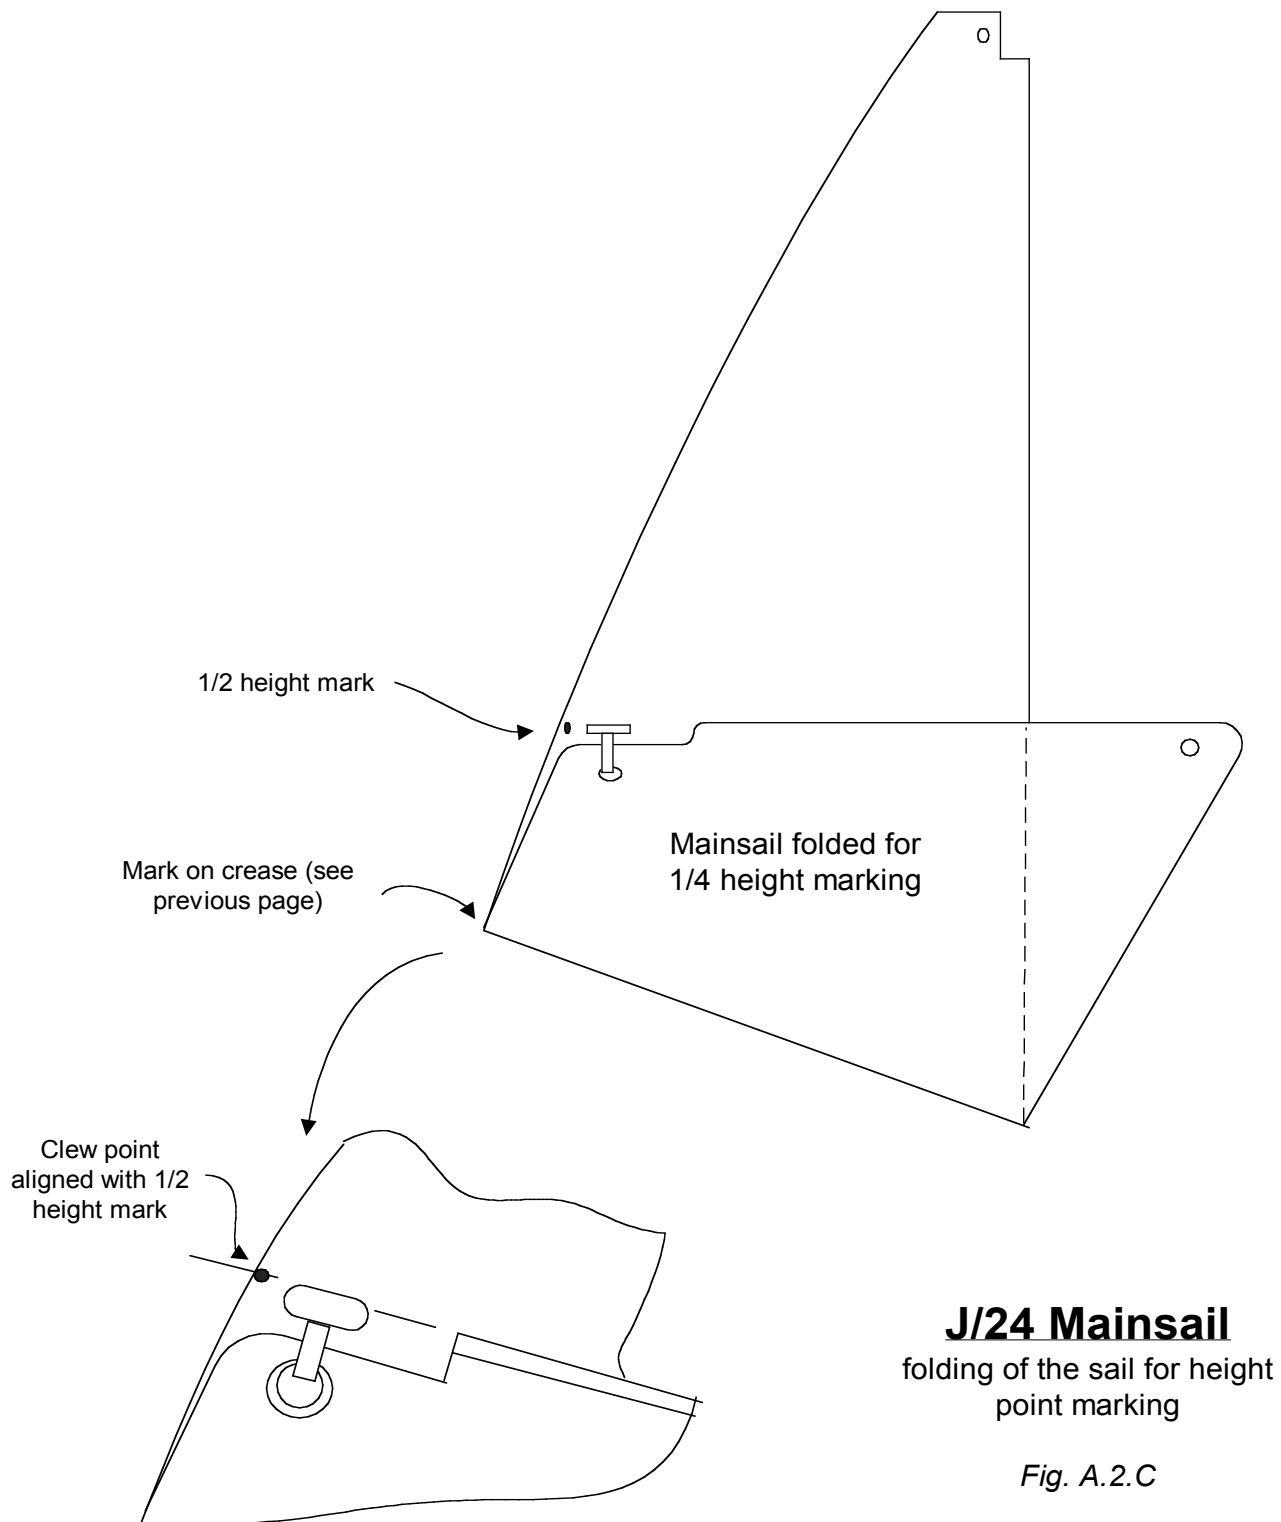 1/2 height mark
Mainsail folded for
1/4 height marking
Mark on crease (see
previous page)
Clew point
aligned with 1/2
height mark
J/24 Mainsail
folding of the sail for height
point marking
Fig. A.2.C